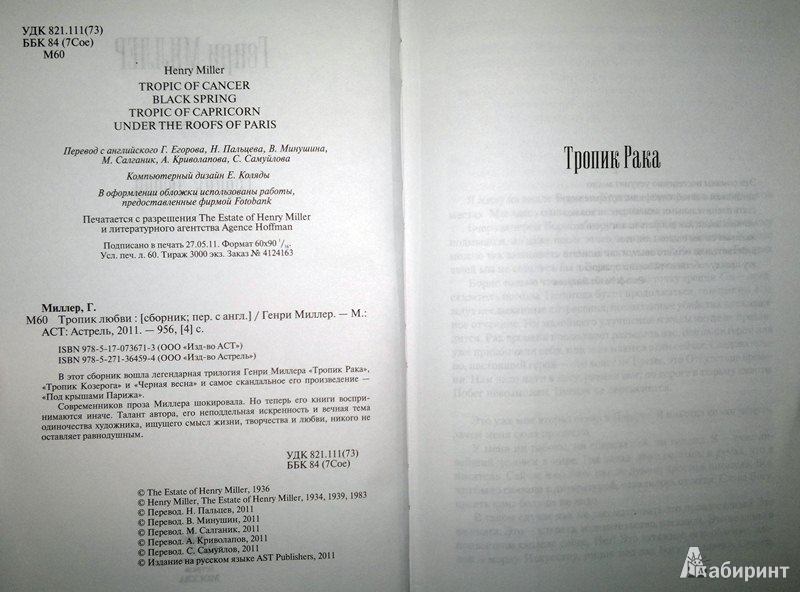 УДК 821.111(73)
ББК 84 (7Сое)
М60
Henry Miller
TROPIC OF CANCER
BLACK SPRING
TROPIC OF CAPRICORN
UNDER THE ROOFS OF PARIS
Перевод с английского Г. Егорова, Н. Пальцева, В. Минушина,
М. Салганик, А. Криволапова, С. Самуйлова
Компьютерный дизайн Е. Коляды
В оформлении обложки использованы работы,
предоставленные фирмой Fotobank
Печатается с разрешения The Estate of Henry Miller
и литературного агентства Agence Hoffman
Подписано в печать 27.05.11. Формат 60х90 1/16.
Усл. печ. л. 60. Тираж 3000 экз. Заказ № 4124163
Миллер, Г.
М60 Тропик любви : [сборник; пер. с англ.] / Генри Миллер. — М.:
АСТ: Астрель, 2011. — 956, [4] с.
ISBN 978-5-17-073671-3 (ООО «Изд-во АСТ»)
ISBN 978-5-271-36459-4 (ООО «Изд-во Астрель»)
В этот сборник вошла легендарная трилогия Генри Миллера «Тропик Рака»,
«Тропик Козерога» и «Черная весна» и самое скандальное его произведение —
«Под крышами Парижа».
Современников проза Миллера шокировала. Но теперь его книги воспри-
нимаются иначе. Талант автора, его неподдельная искренность и вечная тема
одиночества художника, ищущего смысл жизни, творчества и любви, никого не
оставляет равнодушным.
УДК 821.111(73)
ББК 84 (7Сое)
© The Estate of Henry Miller, 1936
© Henry Miller, The Estate of Henry Miller, 1934, 1939, 1983
© Перевод. Н. Пальцев, 2011
© Перевод. В. Минушин, 2011
© Перевод. М. Салганик, 2011
© Перевод. А. Криволапов, 2011
© Перевод. С. Самуйлов, 2011
© Издание на русском языке AST Publishers, 2011
Тропик Рака
Лабиринт